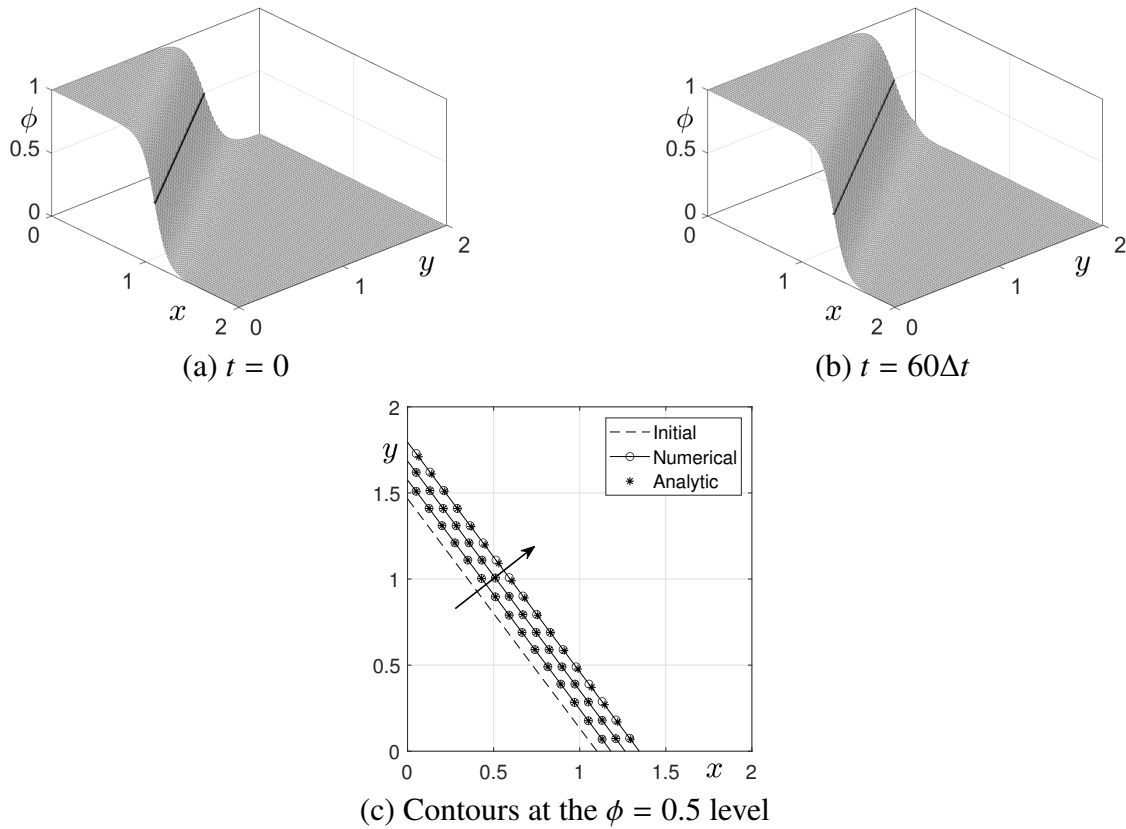 1
ϕ
0.5
0
0
1
x
2
0
1
y
2
(a) t = 0
1
ϕ
0.5
0
0
1
x
2
0
1
y
2
(b) t = 60Δt
2
y
1.5
1
0.5
0
0
0.5
1
1.5
x
2
Initial
Numerical
Analytic
(c) Contours at the ϕ = 0.5 level